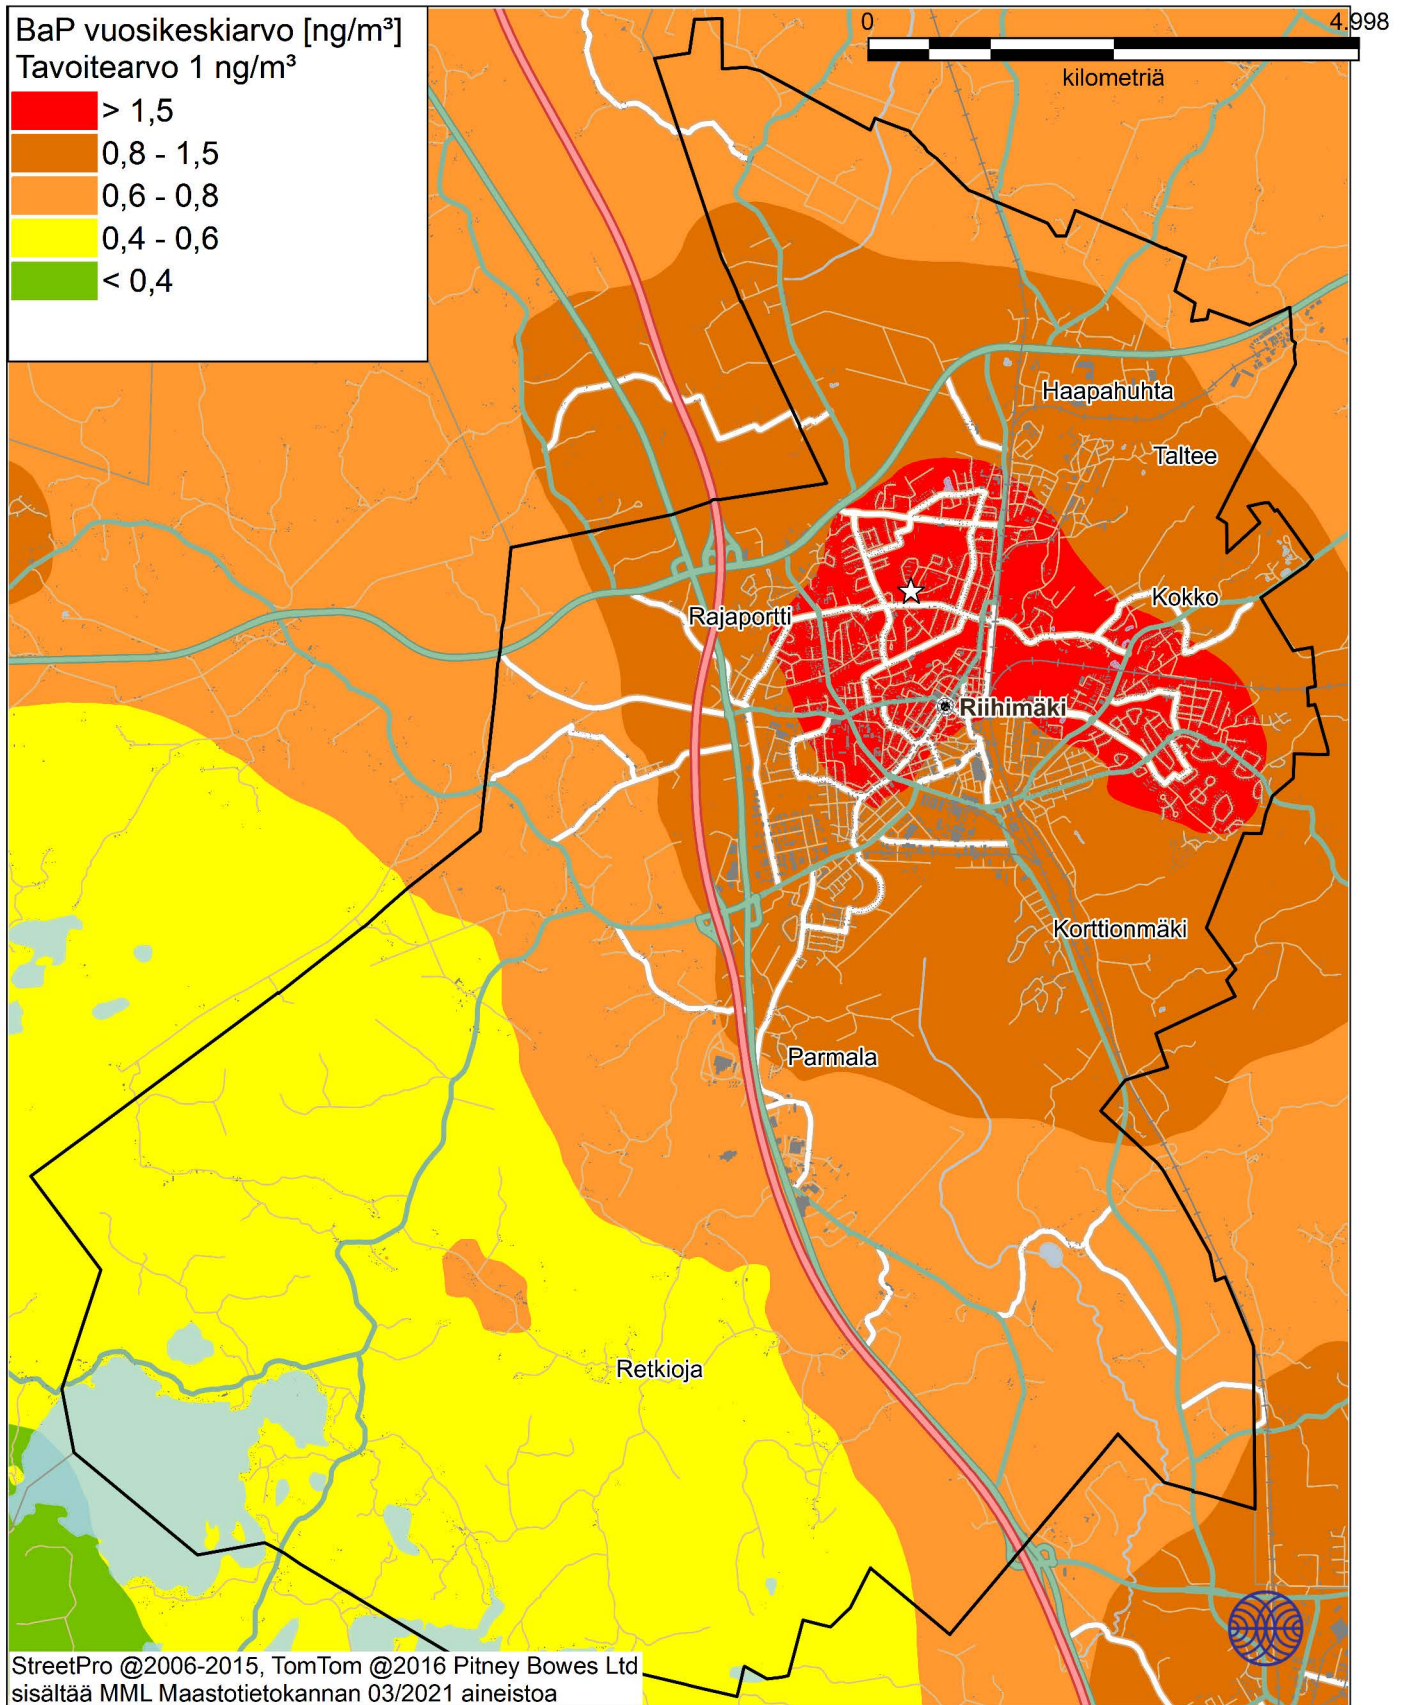 BaP vuosikeskiarvo [ng/m³]
Tavoitearvo 1 ng/m³
> 1,5
0,8 - 1,5
0,6 - 0,8
0,4 - 0,6
< 0,4
0 4.998
kilometriä
Haapahuhta
Taltee
Kokko
Rajaportti
Riihimäki
Korttionmäki
Parmala
Retkioja
StreetPro @2006-2015, TomTom @2016 Pitney Bowes Ltd
sisältää MML Maastotietokannan 03/2021 aineistoa